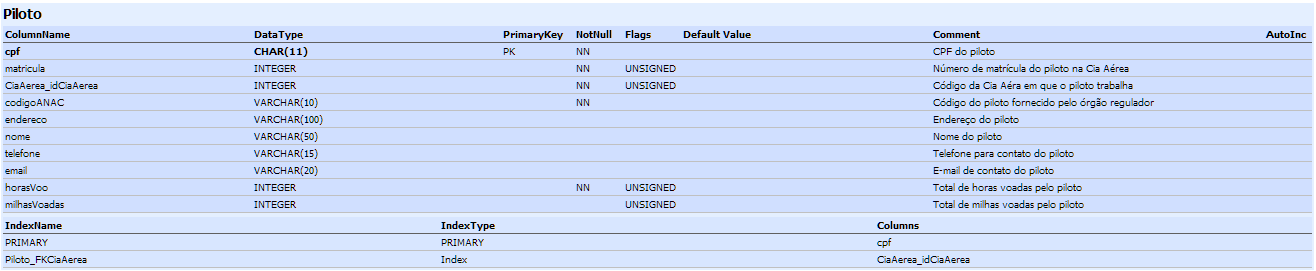 Piloto
ColumnName DataType PrimaryKey NotNull Flags Default Value Comment AutoInc
cpf CHAR(11) PK NN CPF do piloto
matricula INTEGER NN UNSIGNED Número de matrícula do piloto na Cia Aérea
CiaAerea_idCiaAerea INTEGER NN UNSIGNED Código da Cia Aéra em que o piloto trabalha
codigoANAC VARCHAR(10) NN Código do piloto fornecido pelo órgão regulador
endereco VARCHAR(100) Endereço do piloto
nome VARCHAR(50) Nome do piloto
telefone VARCHAR(15) Telefone para contato do piloto
email VARCHAR(20) E-mail de contato do piloto
horasVoo INTEGER NN UNSIGNED Total de horas voadas pelo piloto
milhasVoadas INTEGER UNSIGNED Total de milhas voadas pelo piloto
IndexName IndexType Columns
PRIMARY PRIMARY cpf
Piloto_FKCiaAerea Index CiaAerea_idCiaAerea